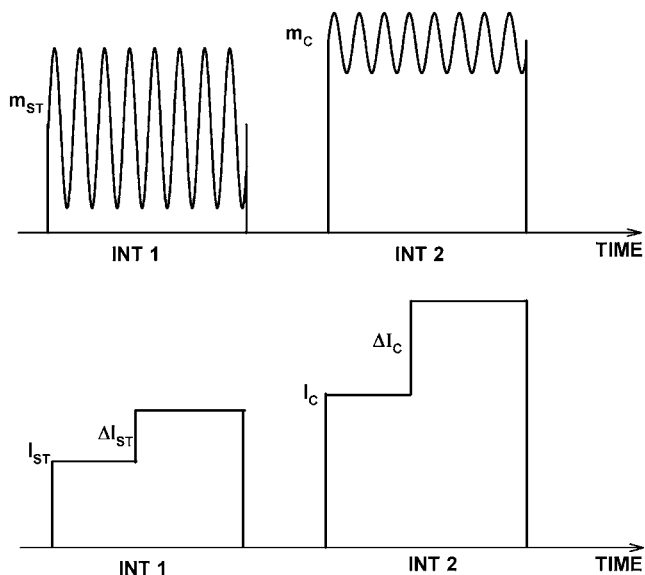 m_C
m_ST
INT 1
INT 2
TIME
ΔI_C
I_C
ΔI_ST
I_ST
INT 1
INT 2
TIME